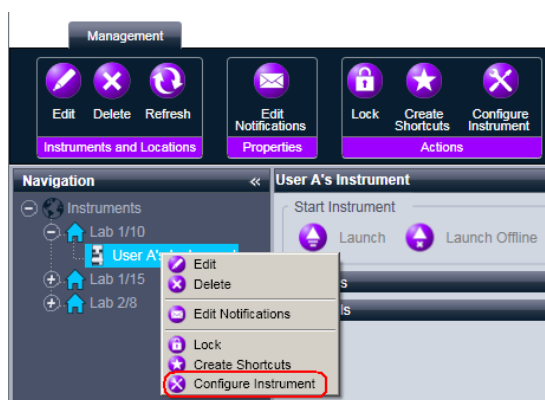 Management
Edit Delete Refresh
Edit
Notifications
Lock
Create
Shortcuts
Configure
Instrument
Instruments and Locations
Properties
Actions
Navigation «
User A's Instrument
Instruments
Lab 1/10
User A's
Lab 1/15
Lab 2/8
Edit
Delete
Edit Notifications
Lock
Create Shortcuts
Configure Instrument
Start Instrument
Launch
Launch Offline